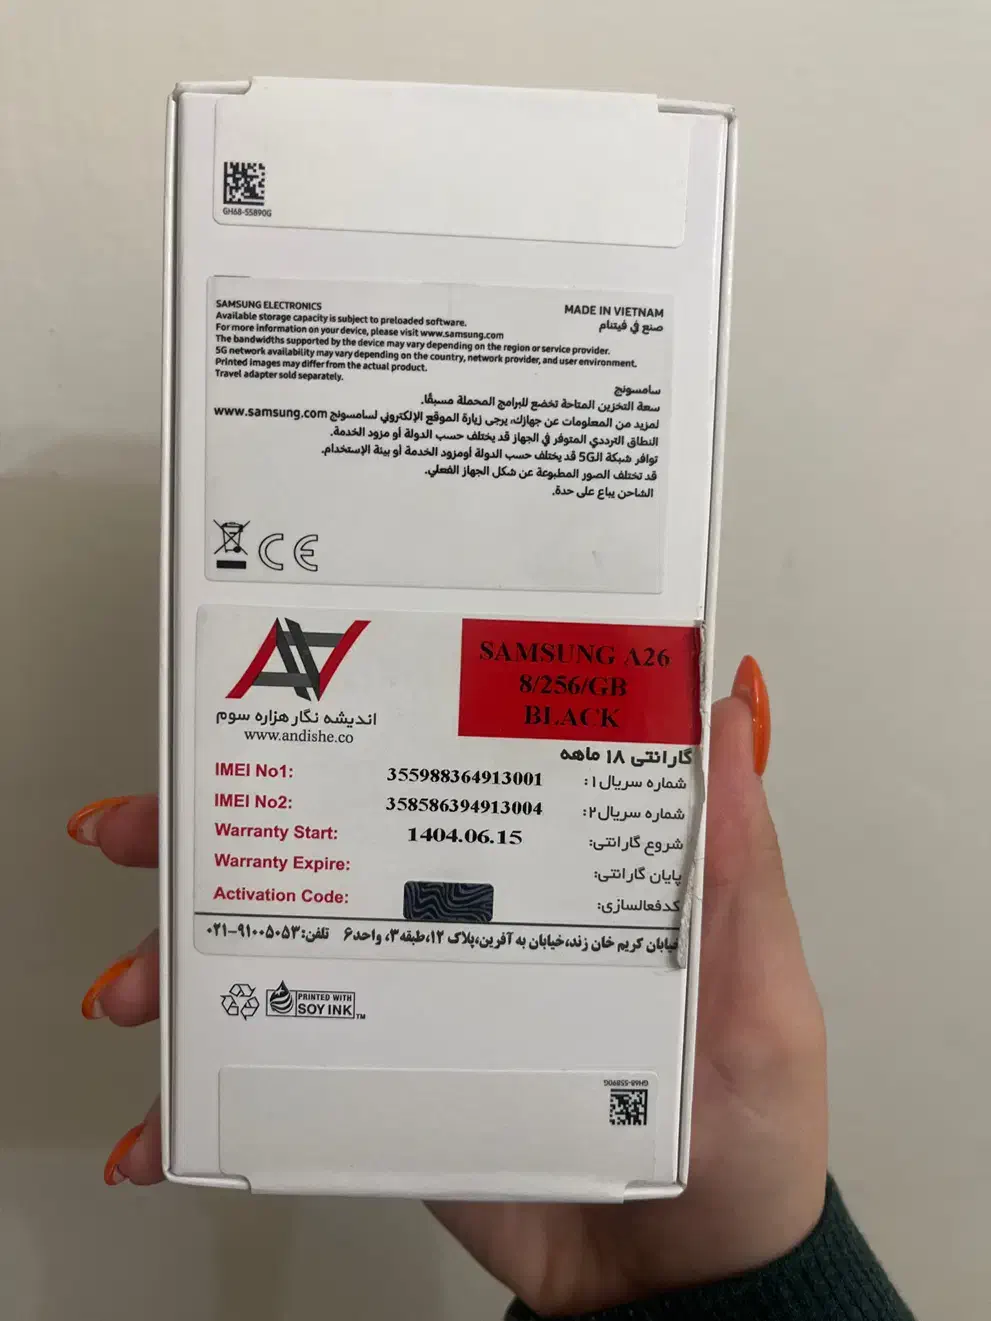 GH68-55890G
SAMSUNG ELECTRONICS
Available storage capacity is subject to preloaded software.
For more information on your device, please visit www.samsung.com
The bandwidths supported by the device may vary depending on the region or service provider.
5G network availability may vary depending on the country, network provider, and user environment.
Printed images may differ from the actual product.
Travel adapter sold separately.
MADE IN VIETNAM
صنع في فيتنام
سامسونج
سعة التخزين المتاحة تخضع للبرامج المحملة مسبقًا.
لمزيد من المعلومات عن جهازك، يرجى زيارة الموقع الإلكتروني لسامسونج www.samsung.com
النطاق الترددي المتوفر في الجهاز قد يختلف حسب الدولة أو مزود الخدمة.
توافر شبكة الـ5G قد يختلف حسب الدولة أومزود الخدمة أو بيئة الإستخدام.
قد تختلف الصور المطبوعة عن شكل الجهاز الفعلي.
الشاحن يباع على حدة.
CE
اندیشه نگار هزاره سوم
www.andishe.co
SAMSUNG A26
8/256/GB
BLACK
گارانتی ۱۸ ماهه
IMEI No1: 355988364913001 شماره سریال۱:
IMEI No2: 358586394913004 شماره سریال۲:
Warranty Start: 1404.06.15 شروع گارانتی:
Warranty Expire: پایان گارانتی:
Activation Code: کدفعالسازی:
خیابان کریم خان زند،خیابان به آفرین،پلاک ۱۲،طبقه۳، واحد۶ تلفن:۹۱۰۰۵۰۵۳-۰۲۱
PRINTED WITH
SOY INK TM
GH68-55890G